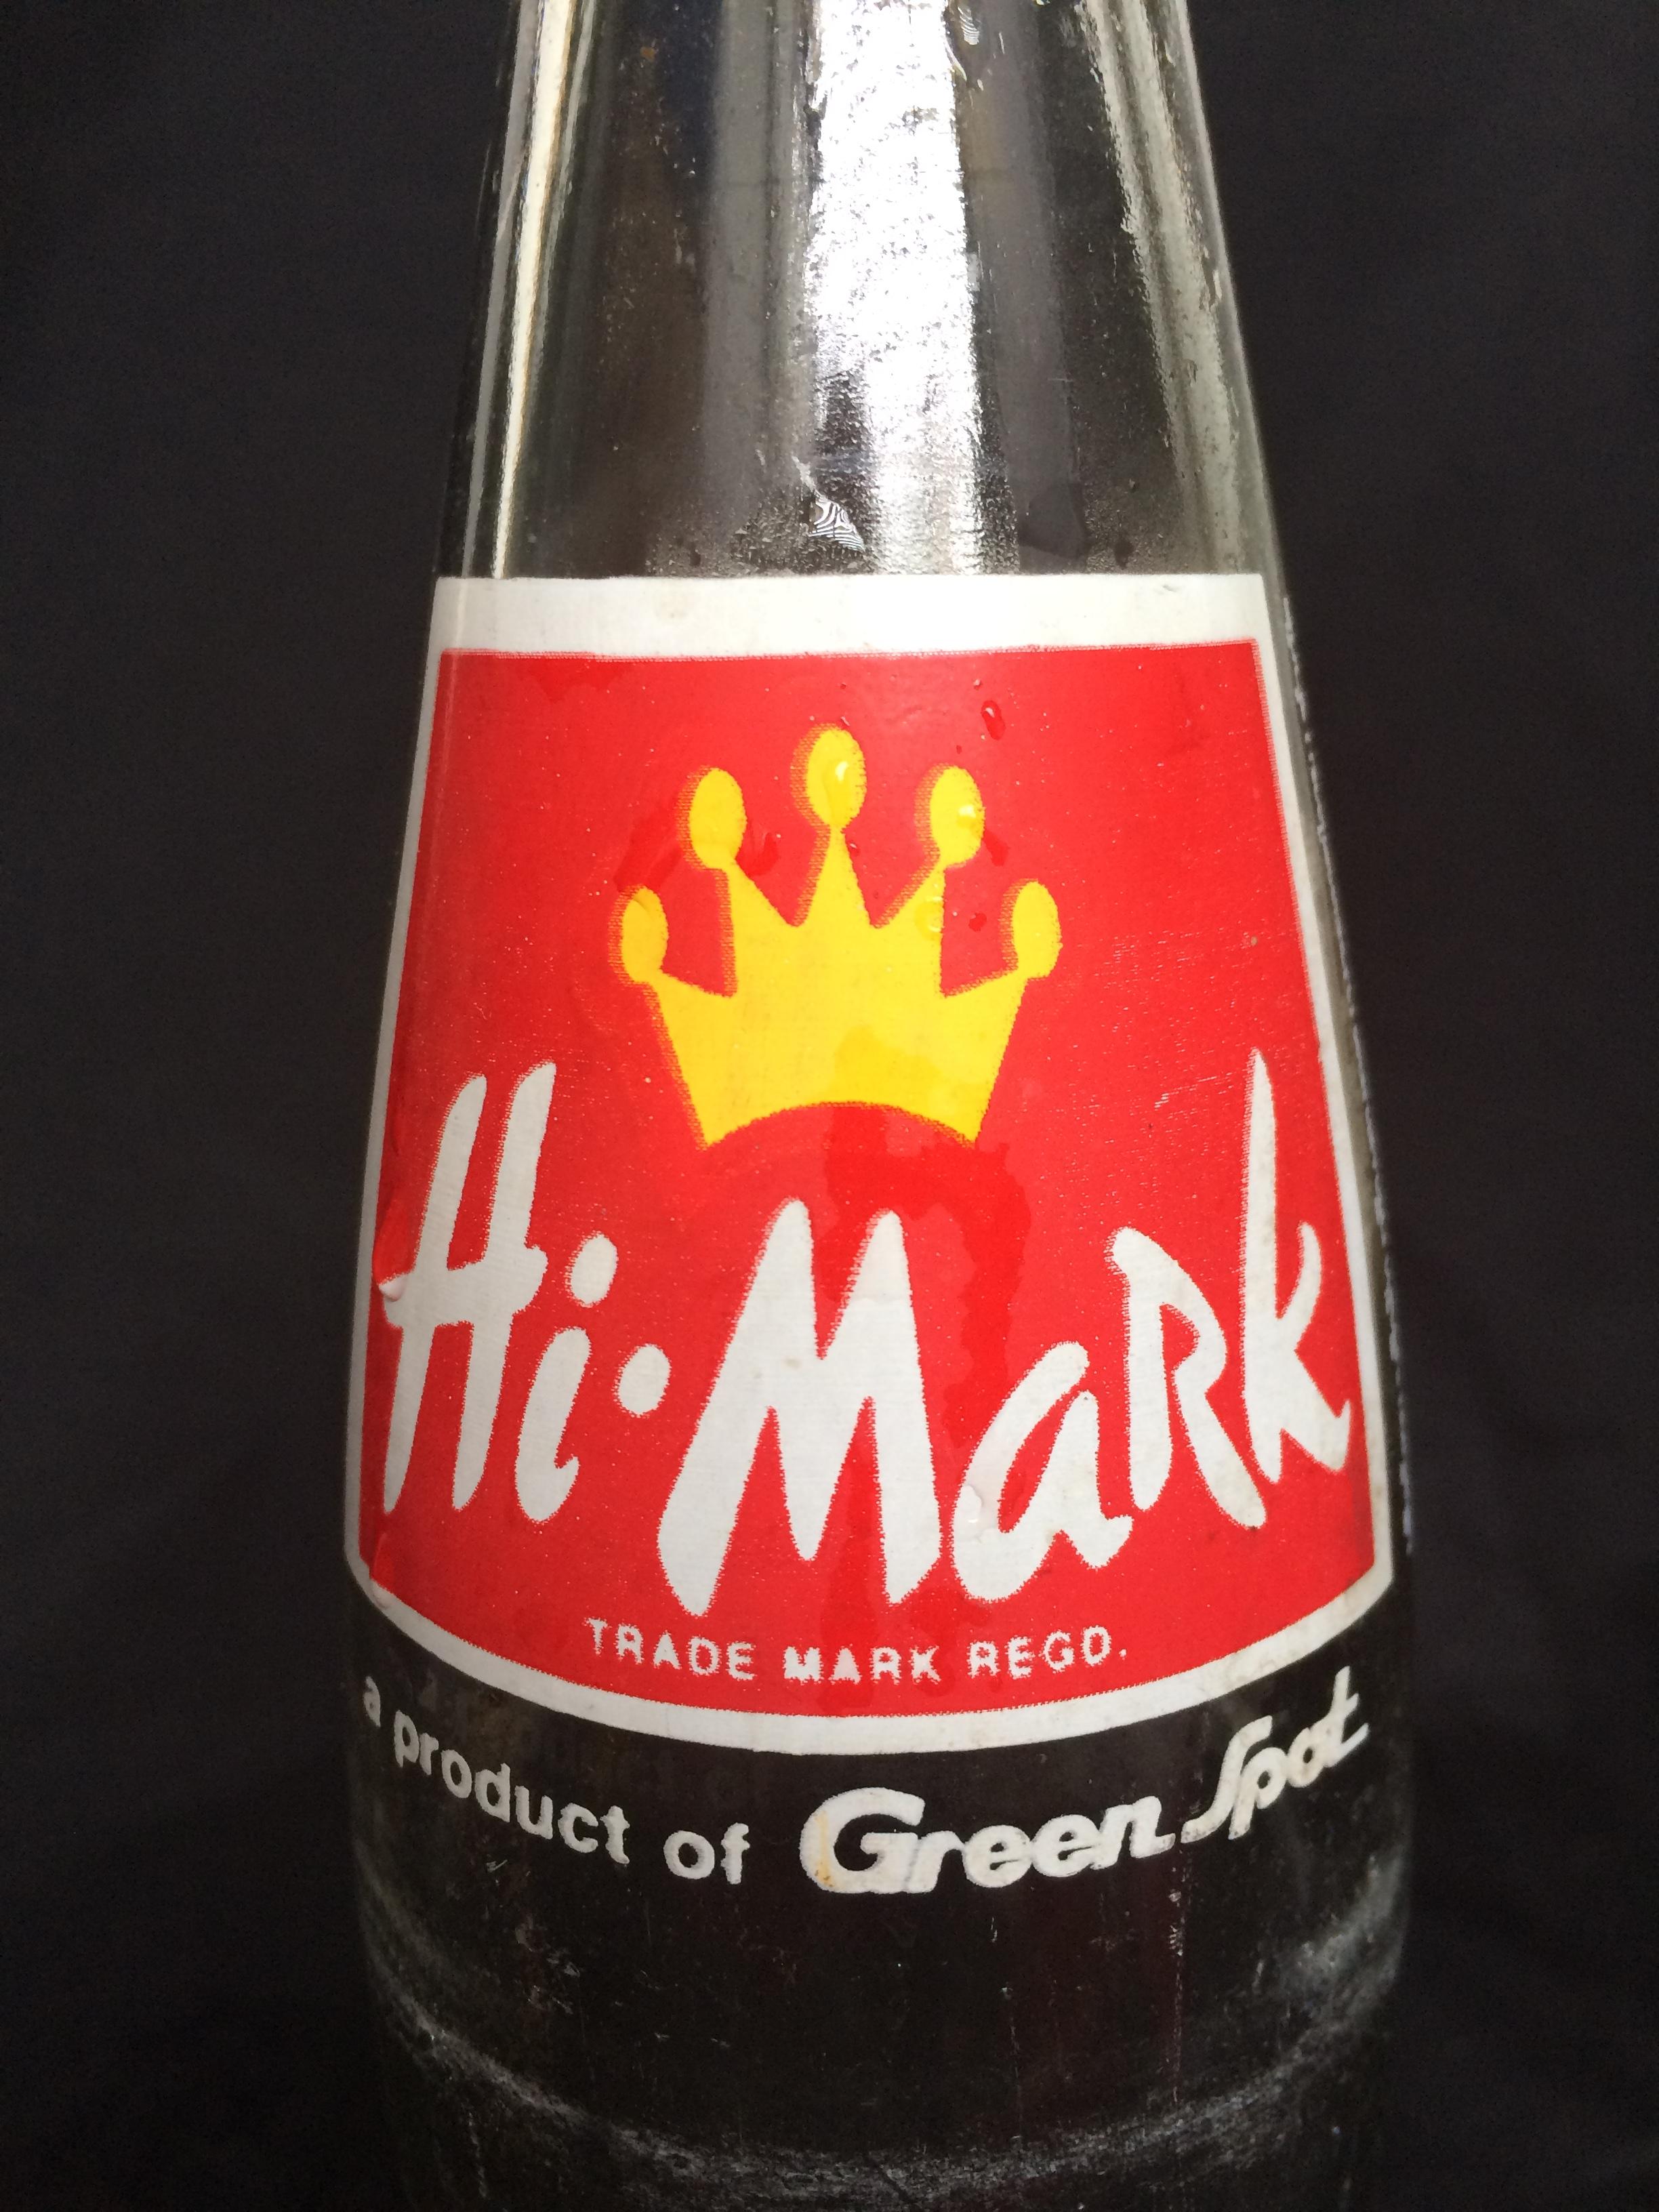 Hi-Mark
TRADE MARK REGD.
a product of Green Spot